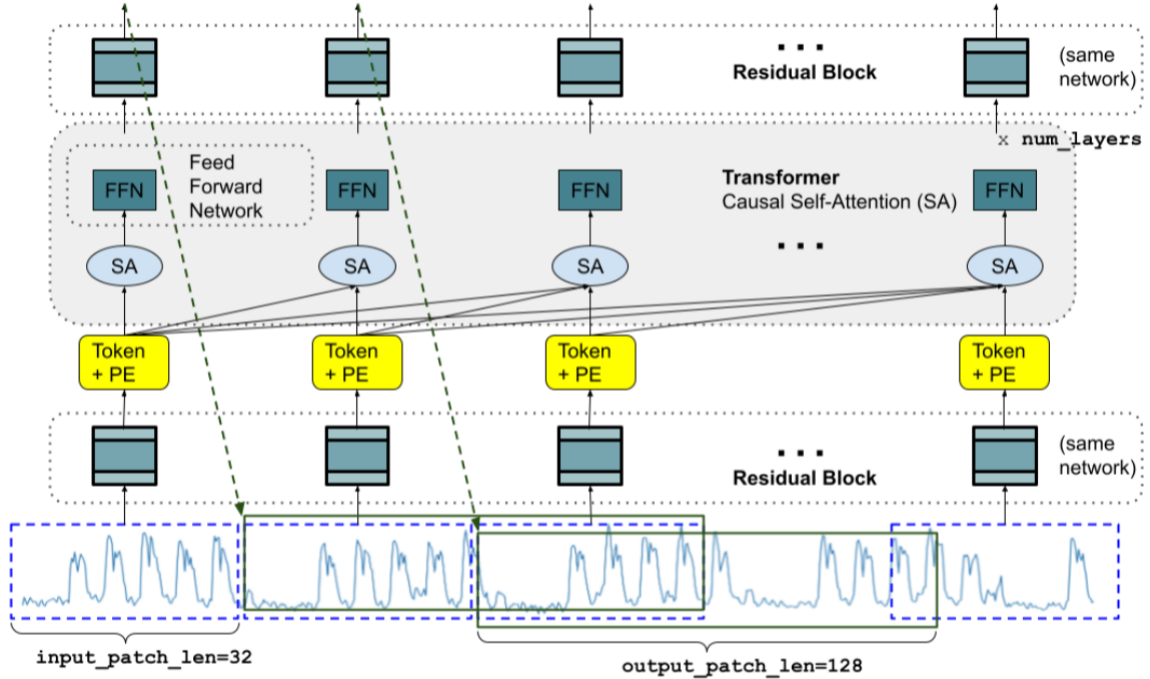 Residual Block
(same
network)
x num_layers
Feed
Forward
Network
FFN
FFN
FFN
Transformer
Causal Self-Attention (SA)
FFN
SA
SA
SA
SA
Token
+ PE
Token
+ PE
Token
+ PE
Token
+ PE
Residual Block
(same
network)
input_patch_len=32
output_patch_len=128